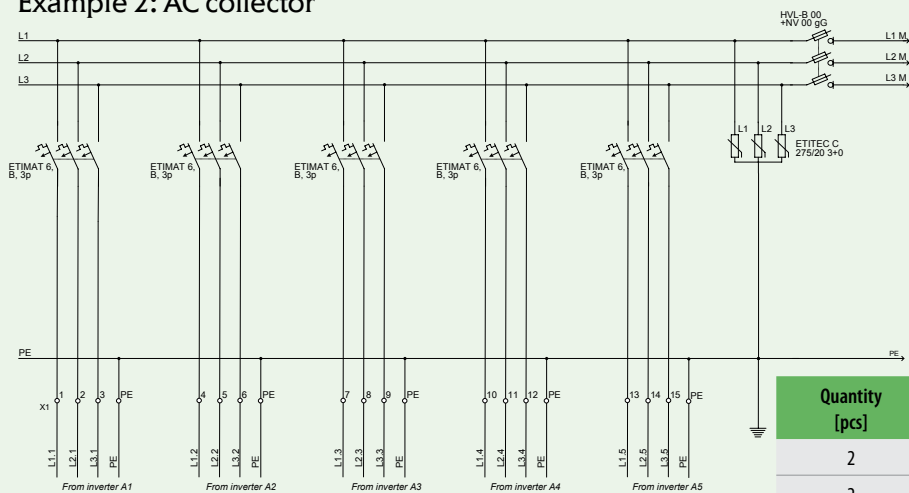 Example 2: AC collector
HVL-B 00
+NV 00 gG
L1
L1 M
L2
L2 M
L3
L3 M
L1 L2 L3
ETITEC C
275/20 3+0
ETIMAT 6,
B, 3p
ETIMAT 6,
B, 3p
ETIMAT 6,
B, 3p
ETIMAT 6,
B, 3p
ETIMAT 6,
B, 3p
PE
PE
X1
1 2 3 PE
4 5 6 PE
7 8 9 PE
10 11 12 PE
13 14 15 PE
L1.1 L2.1 L3.1 PE
L1.2 L2.2 L3.2 PE
L1.3 L2.3 L3.3 PE
L1.4 L2.4 L3.4 PE
L1.5 L2.5 L3.5 PE
From inverter A1
From inverter A2
From inverter A3
From inverter A4
From inverter A5
Quantity
[pcs]
2